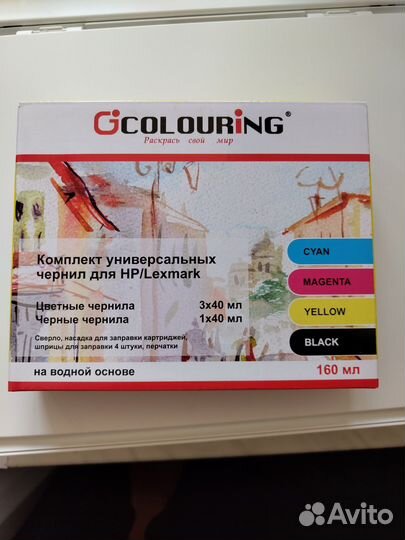 COLOURING®
Раскрась свой мир
Комплект универсальных
чернил для HP/Lexmark
Цветные чернила 3x40 мл
Черные чернила 1x40 мл
Сверло, насадка для заправки картриджей,
шприцы для заправки 4 штуки, перчатки
на водной основе
CYAN
MAGENTA
YELLOW
BLACK
160 мл
Avito